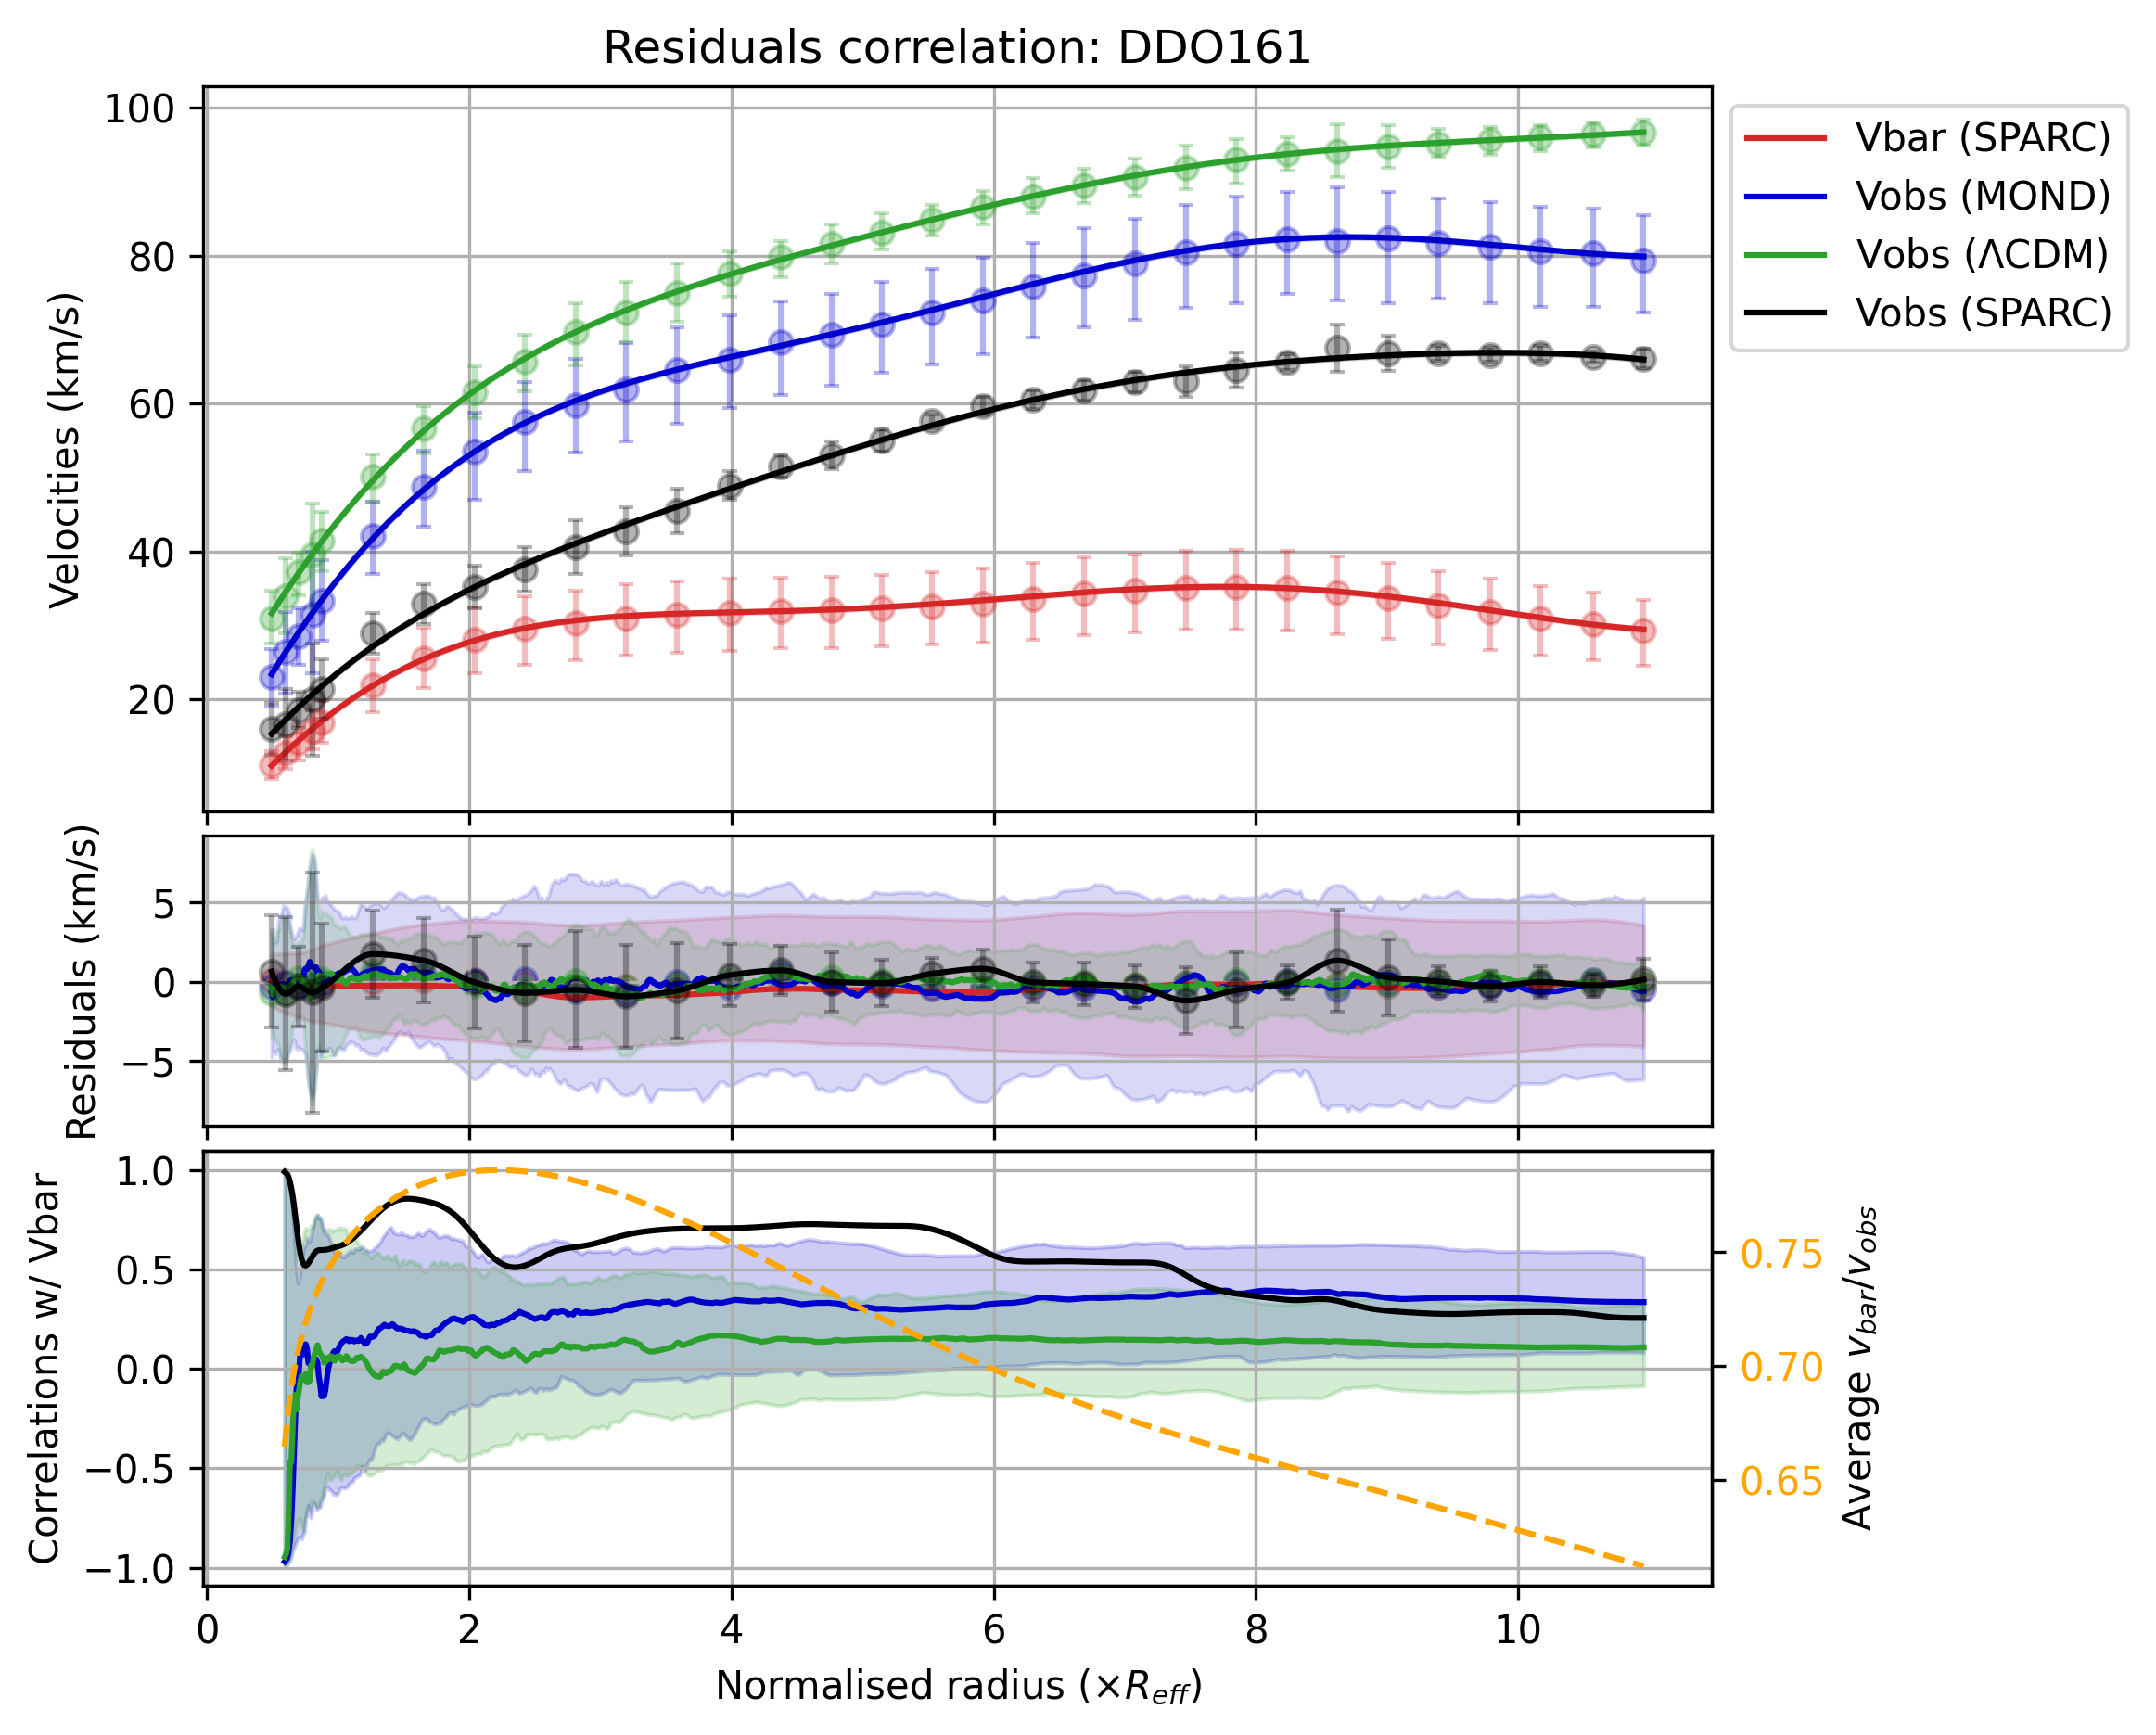 Residuals correlation: DDO161
100
80
60
40
20
Velocities (km/s)
Vbar (SPARC)
Vobs (MOND)
Vobs (ΛCDM)
Vobs (SPARC)
5
0
−5
Residuals (km/s)
1.0
0.5
0.0
−0.5
−1.0
Correlations w/ Vbar
0.75
0.70
0.65
Average v_bar/v_obs
0 2 4 6 8 10
Normalised radius (×R_eff)